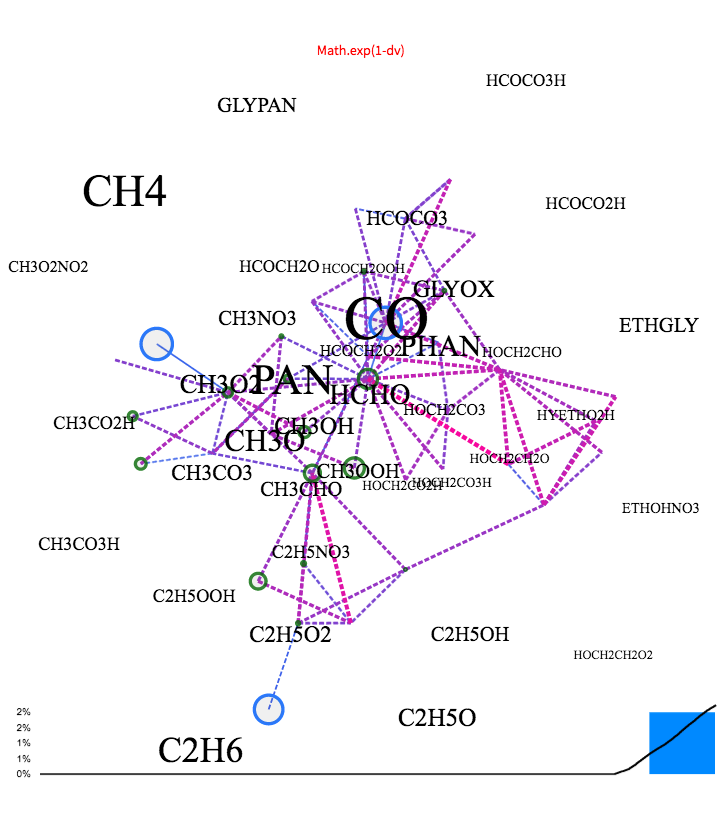 Math.exp(1-dv)
HCOCO3H
GLYPAN
CH4
HCOCO2H
HCOCO3
CH3O2NO2
HCOCH2O
HCOCH2OOH
GLYOX
CH3NO3
CO
ETHGLY
HCOCH2O2
PHAN
HOCH2CHO
CH3O2
PAN
HCHO
HOCH2CO3
HYETHO2H
CH3CO2H
CH3OH
CH3O
HOCH2CH2O
CH3CO3
CH3OOH
CH3CHO
HOCH2CO2H
HOCH2CO3H
ETHOHNO3
CH3CO3H
C2H5NO3
C2H5OOH
C2H5O2
C2H5OH
HOCH2CH2O2
C2H5O
C2H6
2%
2%
1%
1%
0%